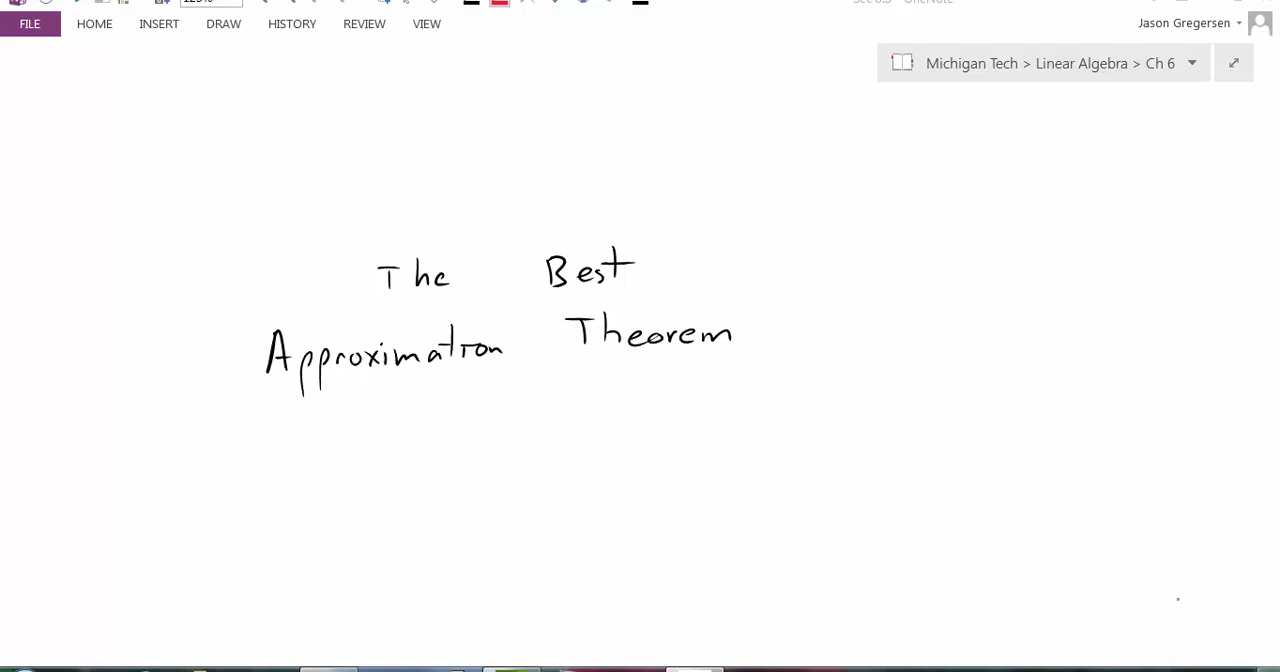 FILE HOME INSERT DRAW HISTORY REVIEW VIEW
Jason Gregersen
Michigan Tech > Linear Algebra > Ch 6
The Best
Approximation Theorem